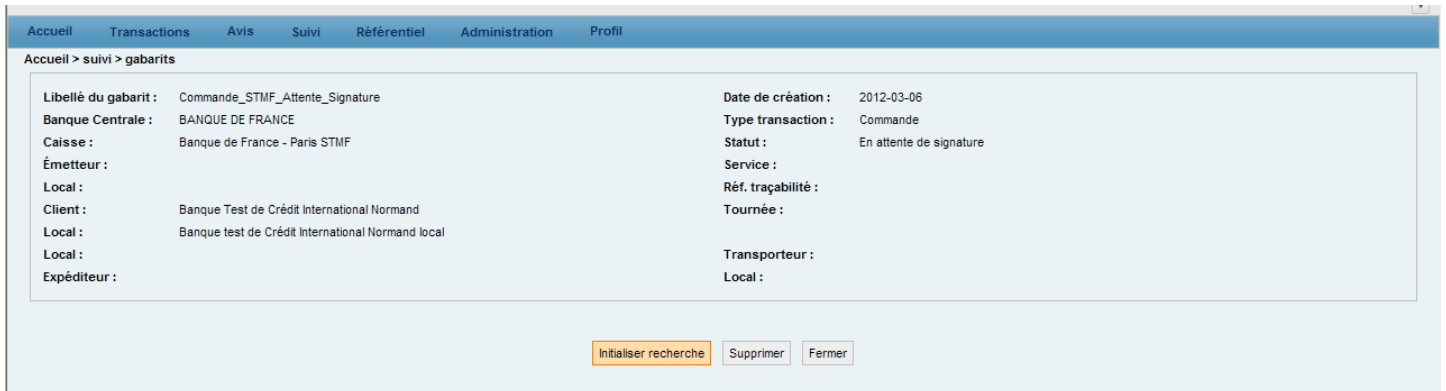 Accueil Transactions Avis Suivi Référentiel Administration Profil
Accueil > suivi > gabarits
Libellé du gabarit : Commande_STMF_Attente_Signature Date de création : 2012-03-06
Banque Centrale : BANQUE DE FRANCE Type transaction : Commande
Caisse : Banque de France - Paris STMF Statut : En attente de signature
Émetteur : Service :
Local : Réf. traçabilité :
Client : Banque Test de Crédit International Normand Tournée :
Local : Banque test de Crédit International Normand local
Local : Transporteur :
Expéditeur : Local :
Initialiser recherche Supprimer Fermer